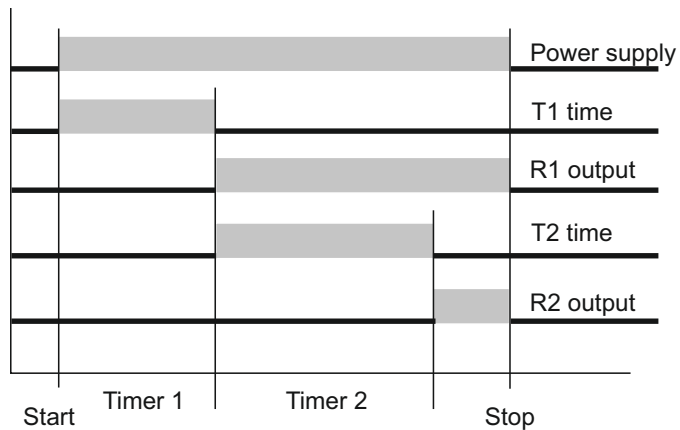 Power supply
T1 time
R1 output
T2 time
R2 output
Timer 1
Timer 2
Start
Stop